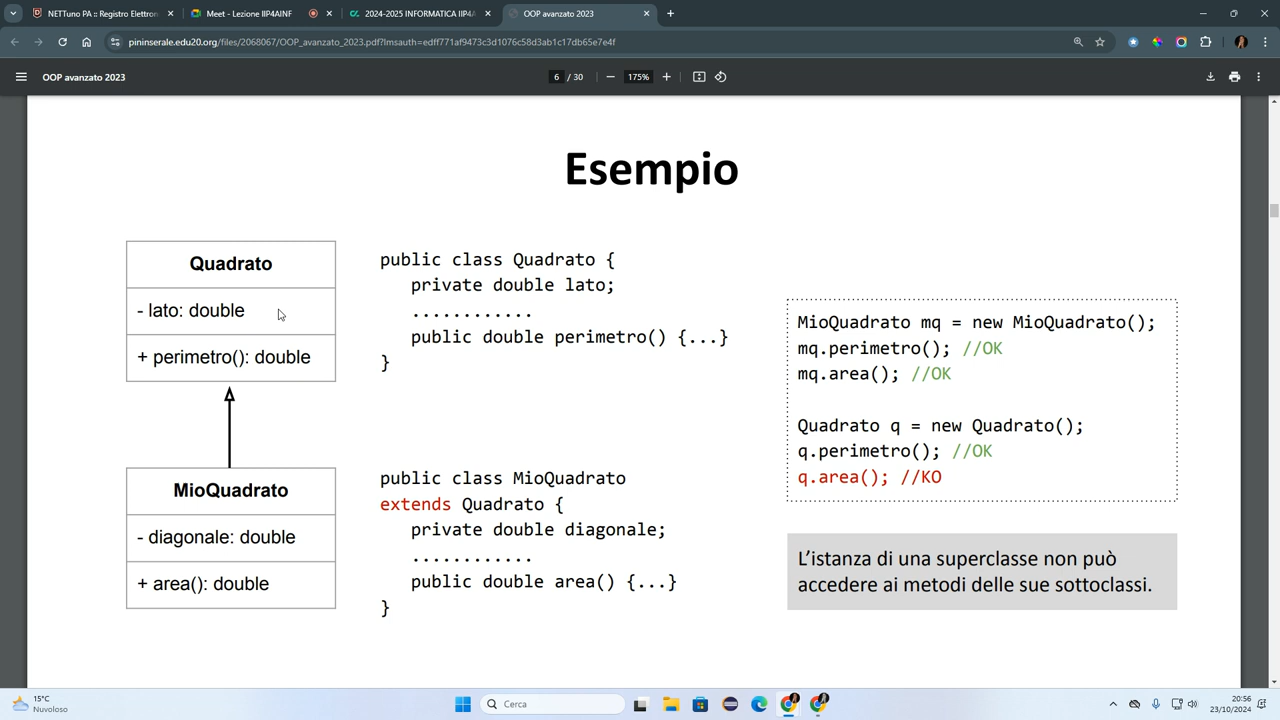 NETTuno PA :: Registro Elettron
Meet - Lezione IIP4AINF
2024-2025 INFORMATICA IIP4A
OOP avanzato 2023
pininserale.edu20.org/files/2068067/OOP_avanzato_2023.pdf?lmsauth=edff771af9473c3d1076c58d3ab1c17db65e7e4f
OOP avanzato 2023
6 / 30
175%
Esempio
Quadrato
- lato: double
+ perimetro(): double
public class Quadrato {
private double lato;
............
public double perimetro() {...}
}
MioQuadrato mq = new MioQuadrato();
mq.perimetro(); //OK
mq.area(); //OK
Quadrato q = new Quadrato();
q.perimetro(); //OK
q.area(); //KO
MioQuadrato
- diagonale: double
+ area(): double
public class MioQuadrato
extends Quadrato {
private double diagonale;
............
public double area() {...}
}
L'istanza di una superclasse non può
accedere ai metodi delle sue sottoclassi.
15°C
Nuvoloso
Cerca
20:56
23/10/2024